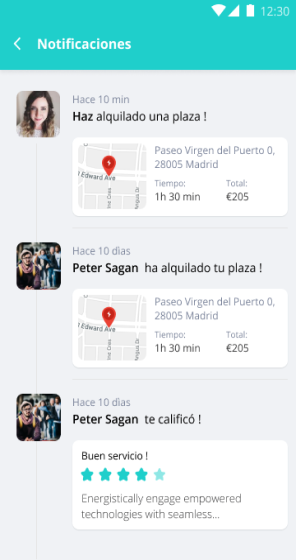 12:30
Notificaciones
Hace 10 min
Haz alquilado una plaza !
Paseo Virgen del Puerto 0,
28005 Madrid
Tiempo: Total:
1h 30 min €205
Edward Ave
Hace 10 días
Peter Sagan ha alquilado tu plaza !
Paseo Virgen del Puerto 0,
28005 Madrid
Tiempo: Total:
1h 30 min €205
Edward Ave
Hace 10 días
Peter Sagan te calificó !
Buen servicio !
Energistically engage empowered
technologies with seamless...